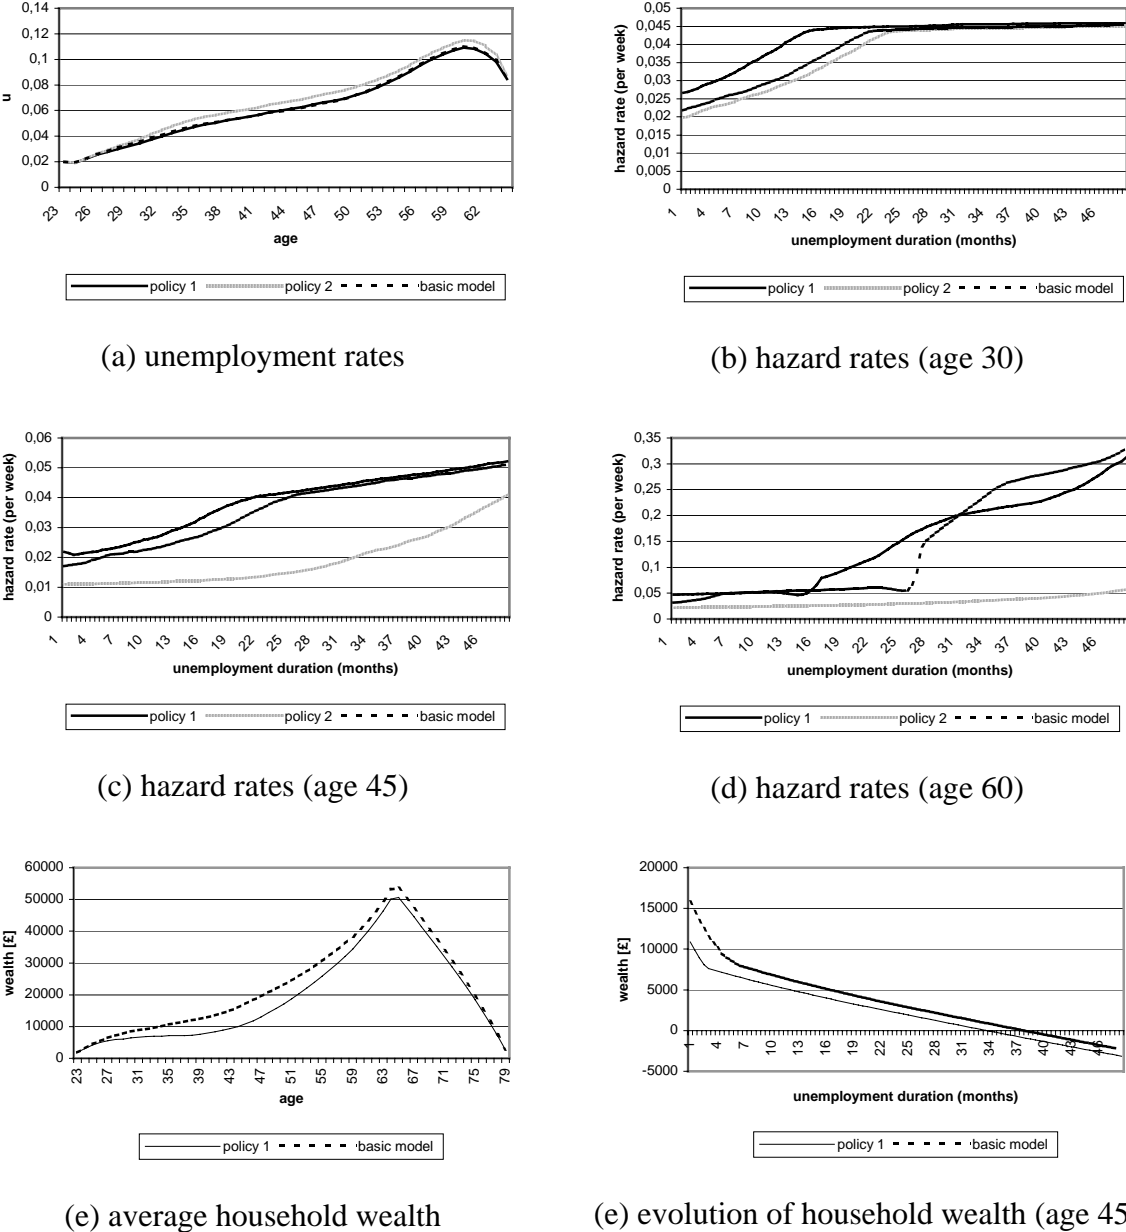 0,14
0,12
0,1
0,08
0,06
0,04
0,02
0
u
23 26 29 32 35 38 41 44 47 50 53 56 59 62
age
policy 1 policy 2 basic model
(a) unemployment rates
0,05
0,045
0,04
0,035
0,03
0,025
0,02
0,015
0,01
0,005
0
hazard rate (per week)
1 4 7 10 13 16 19 22 25 28 31 34 37 40 43 46
unemployment duration (months)
policy 1 policy 2 basic model
(b) hazard rates (age 30)
0,06
0,05
0,04
0,03
0,02
0,01
0
hazard rate (per week)
1 4 7 10 13 16 19 22 25 28 31 34 37 40 43 46
unemployment duration (months)
policy 1 policy 2 basic model
(c) hazard rates (age 45)
0,35
0,3
0,25
0,2
0,15
0,1
0,05
0
hazard rate (per week)
1 4 7 10 13 16 19 22 25 28 31 34 37 40 43 46
unemployment duration (months)
policy 1 policy 2 basic model
(d) hazard rates (age 60)
60000
50000
40000
30000
20000
10000
0
wealth [£]
23 27 31 35 39 43 47 51 55 59 63 67 71 75 79
age
policy 1 basic model
(e) average household wealth
20000
15000
10000
5000
0
-5000
wealth [£]
1 4 7 10 13 16 19 22 25 28 31 34 37 40 43 46
unemployment duration (months)
policy 1 basic model
(e) evolution of household wealth (age 45